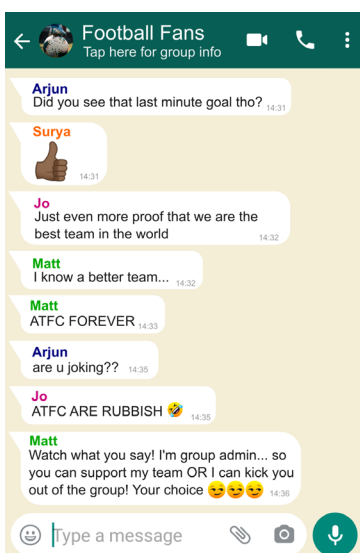 Football Fans
Tap here for group info
Arjun
Did you see that last minute goal tho? 14:31
Surya
👍🏾
14:31
Jo
Just even more proof that we are the
best team in the world 14:32
Matt
I know a better team... 14:32
Matt
ATFC FOREVER 14:33
Arjun
are u joking?? 14:35
Jo
ATFC ARE RUBBISH 🤣 14:35
Matt
Watch what you say! I'm group admin... so
you can support my team OR I can kick you
out of the group! Your choice 😏😏😏 14:36
Type a message